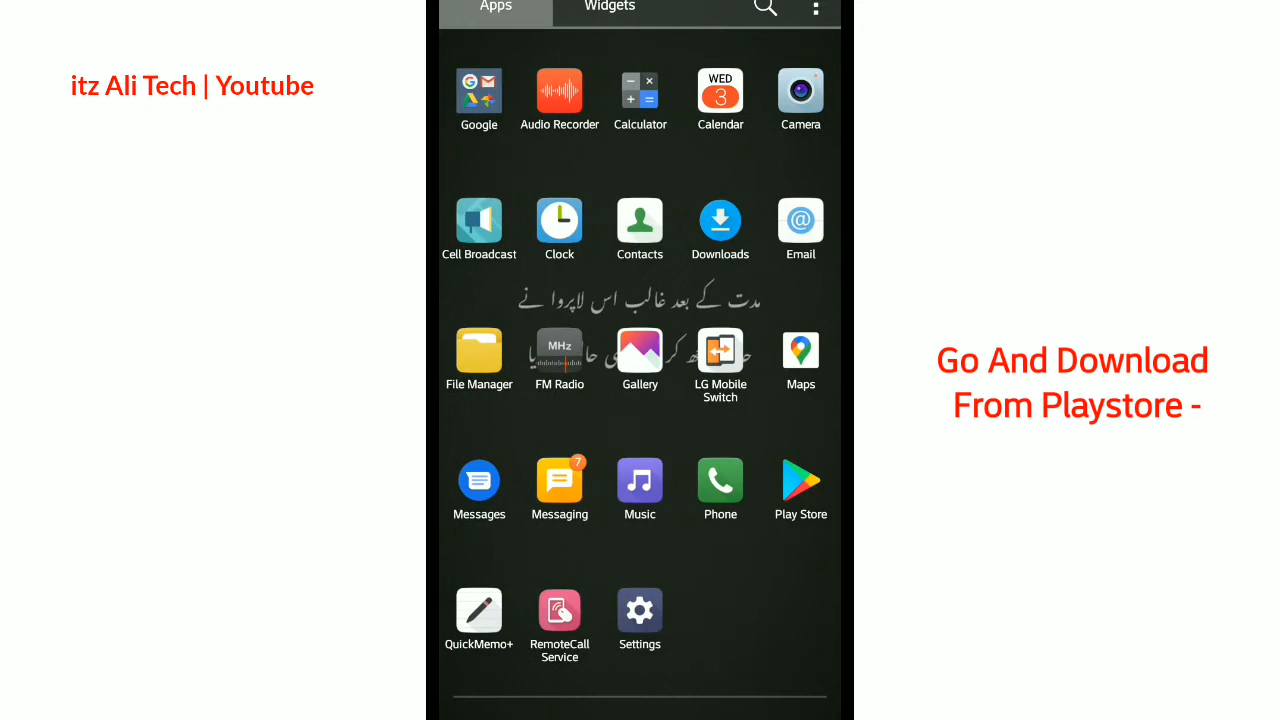 Apps Widgets
itz Ali Tech | Youtube
WED
3
Google Audio Recorder Calculator Calendar Camera
@
Cell Broadcast Clock Contacts Downloads Email
مدت کے بعد غالب اس لاپروا نے
MHz
File Manager FM Radio Gallery LG Mobile Switch Maps
Go And Download
From Playstore -
7
Messages Messaging Music Phone Play Store
QuickMemo+ RemoteCall Service Settings